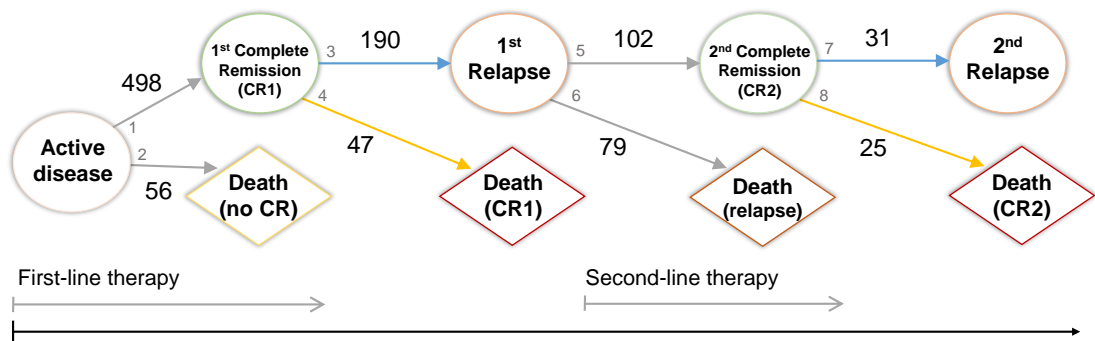 498
1
Active
disease
2
56
1st Complete
Remission
(CR1)
3
190
4
47
Death
(no CR)
1st
Relapse
Death
(CR1)
5
102
6
79
2nd Complete
Remission
(CR2)
Death
(relapse)
7
31
8
25
2nd
Relapse
Death
(CR2)
First-line therapy
Second-line therapy